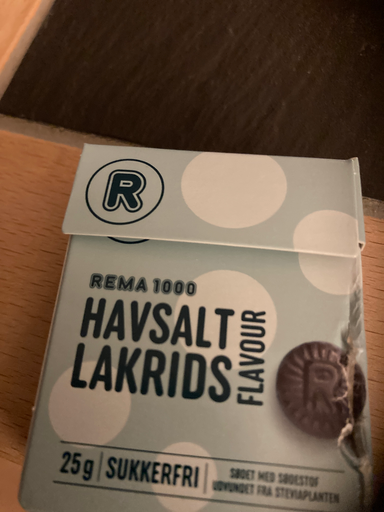 R
REMA 1000
HAVSALT
LAKRIDS
FLAVOUR
R
25g | SUKKERFRI |
SØDET MED SØDESTOF
UDVUNDET FRA STEVIAPLANTEN